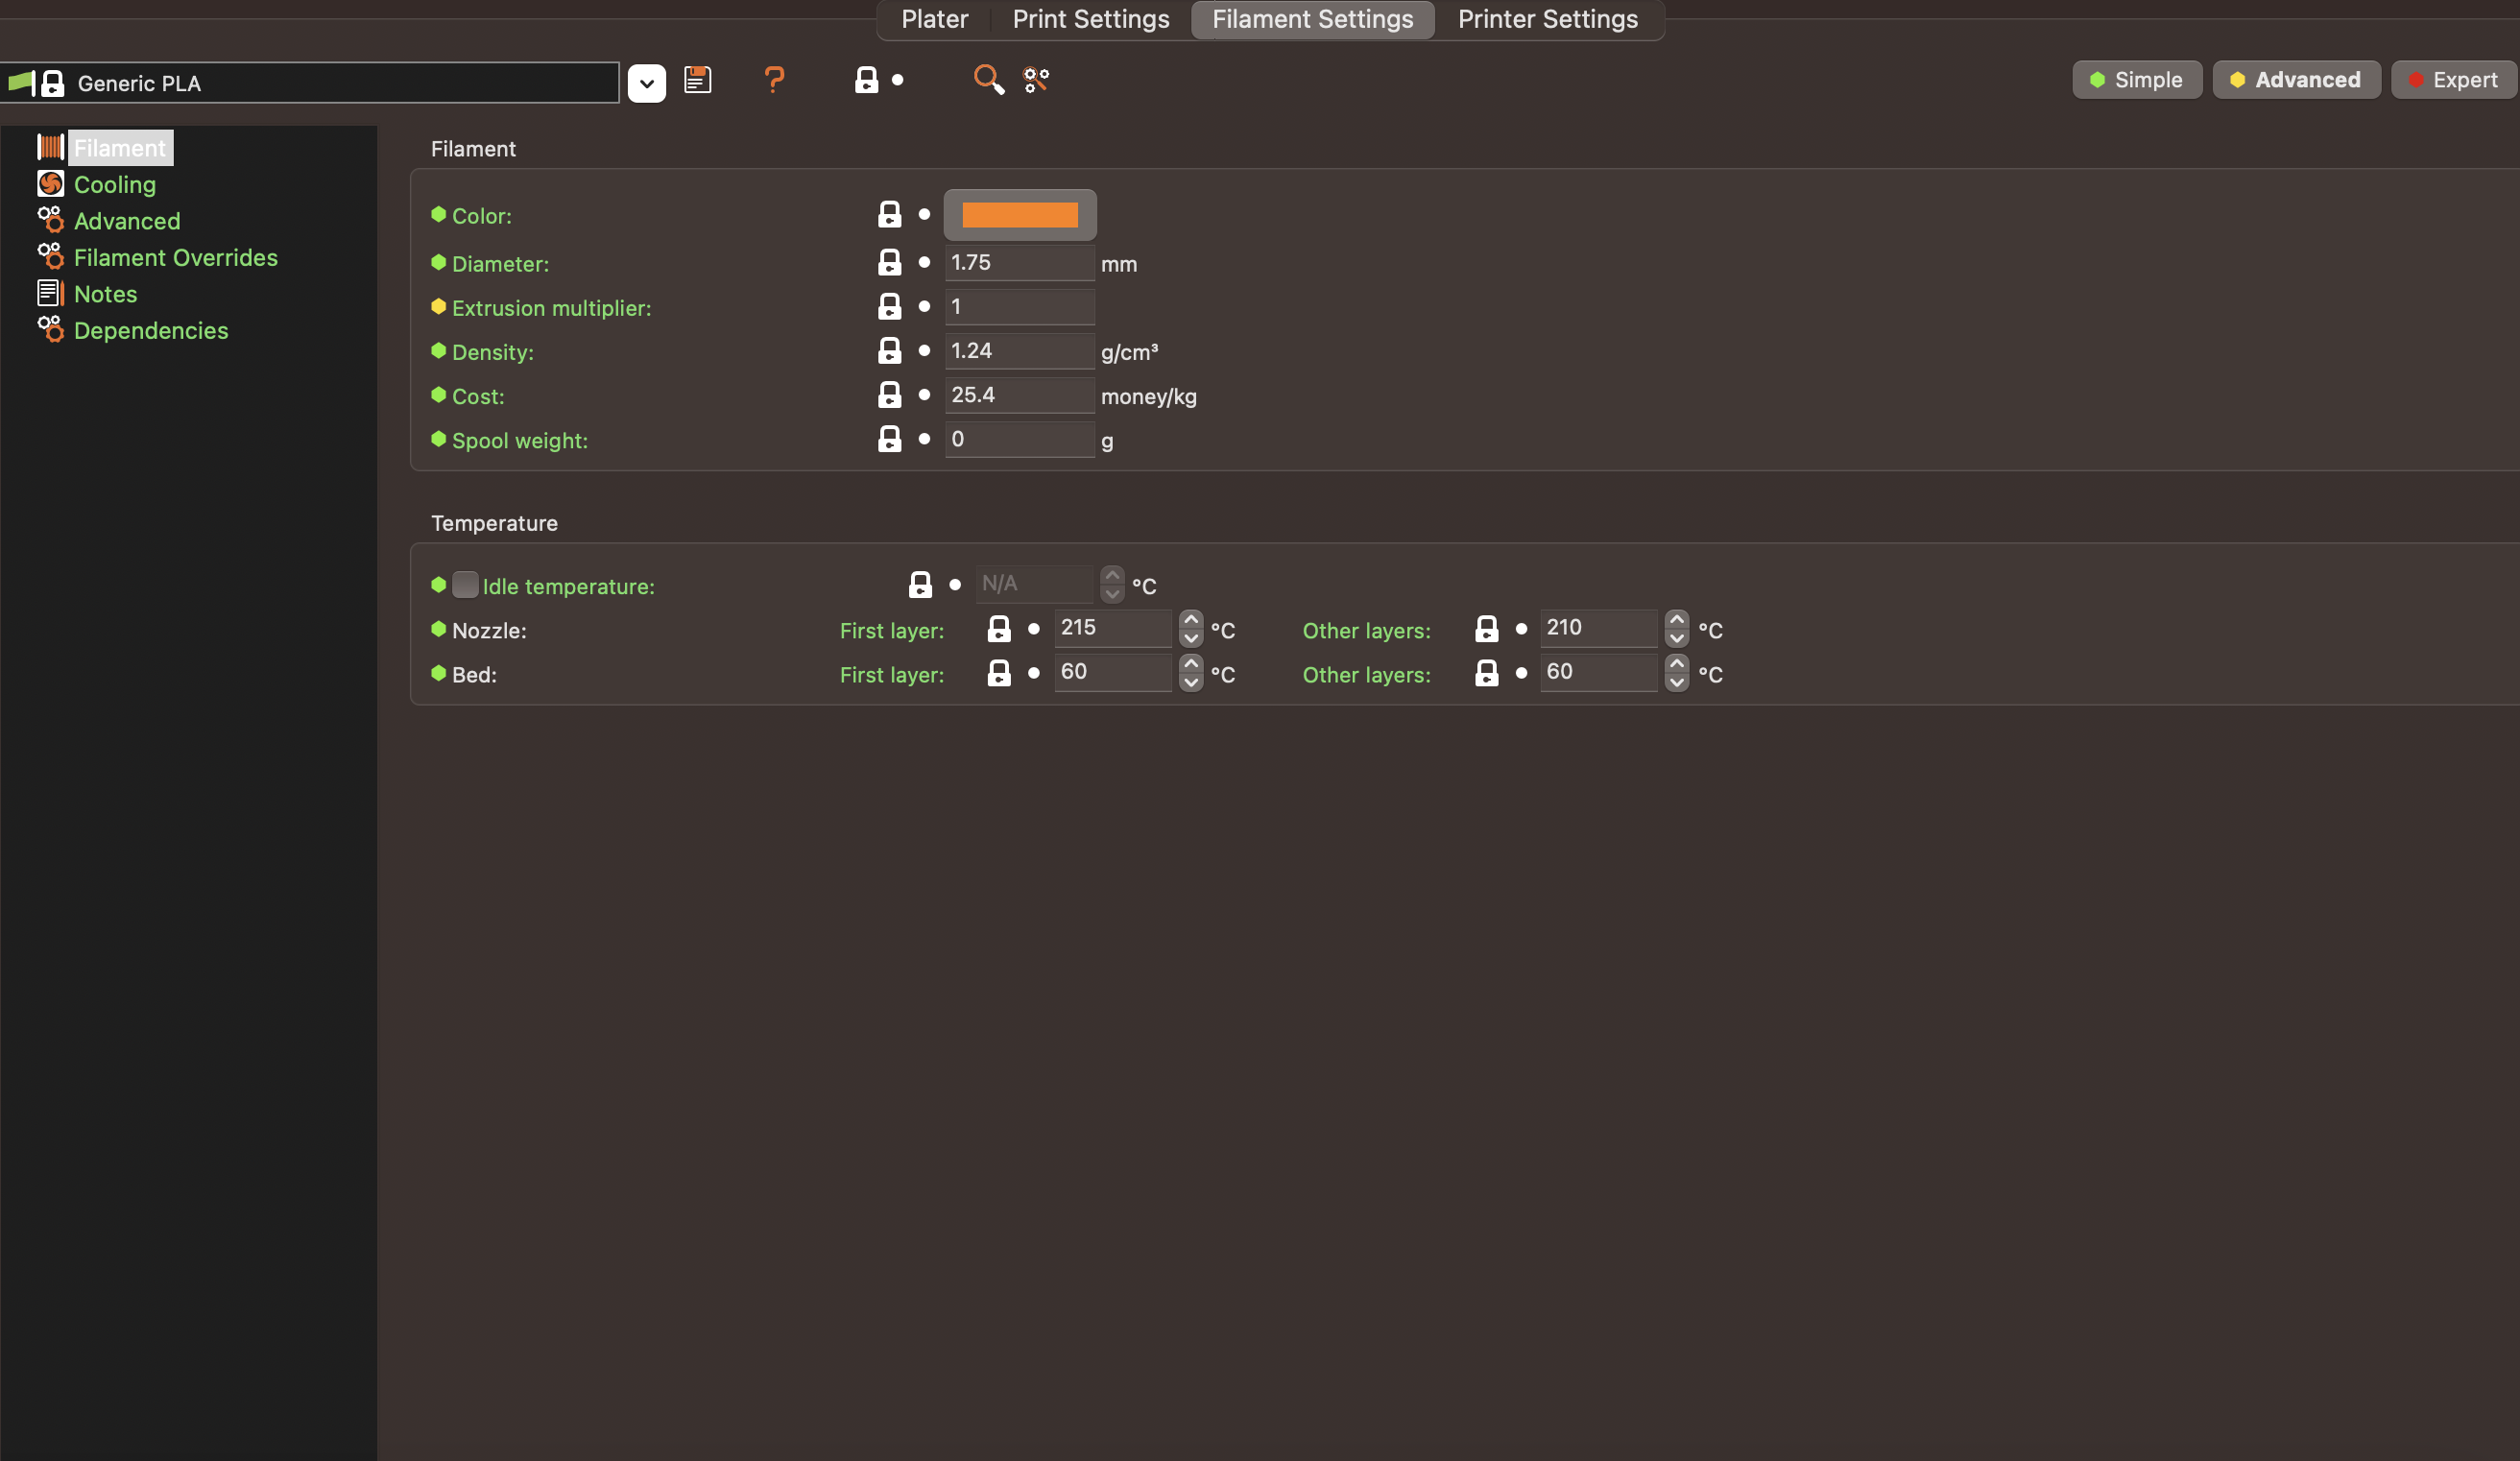 Plater Print Settings Filament Settings Printer Settings
Generic PLA ? Simple Advanced Expert
Filament
Cooling
Advanced
Filament Overrides
Notes
Dependencies
Filament
Color:
Diameter: 1.75 mm
Extrusion multiplier: 1
Density: 1.24 g/cm³
Cost: 25.4 money/kg
Spool weight: 0 g
Temperature
Idle temperature: N/A °C
Nozzle: First layer: 215 °C Other layers: 210 °C
Bed: First layer: 60 °C Other layers: 60 °C